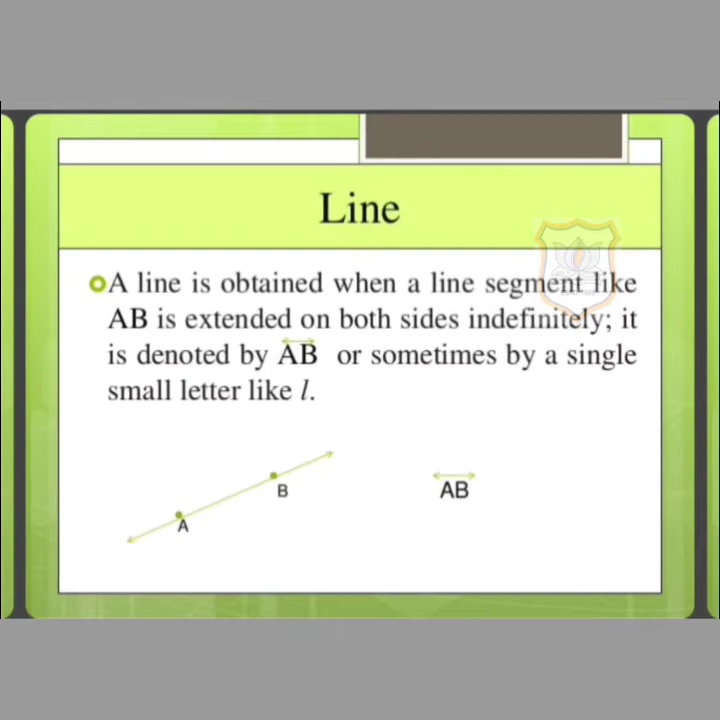 Line
A line is obtained when a line segment like
AB is extended on both sides indefinitely; it
is denoted by AB or sometimes by a single
small letter like l.
B
AB
A